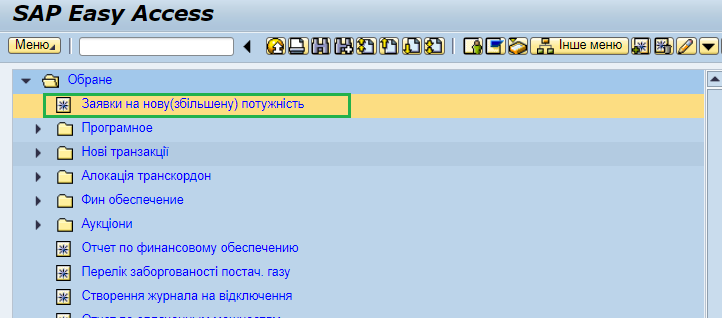 SAP Easy Access
Меню
Інше меню
Обране
Заявки на нову(збільшену) потужність
Програмное
Нові транзакції
Алокація транскордон
Фин обеспечение
Аукціони
Отчет по финансовому обеспечению
Перелік заборгованості постач. газу
Створення журнала на відключення